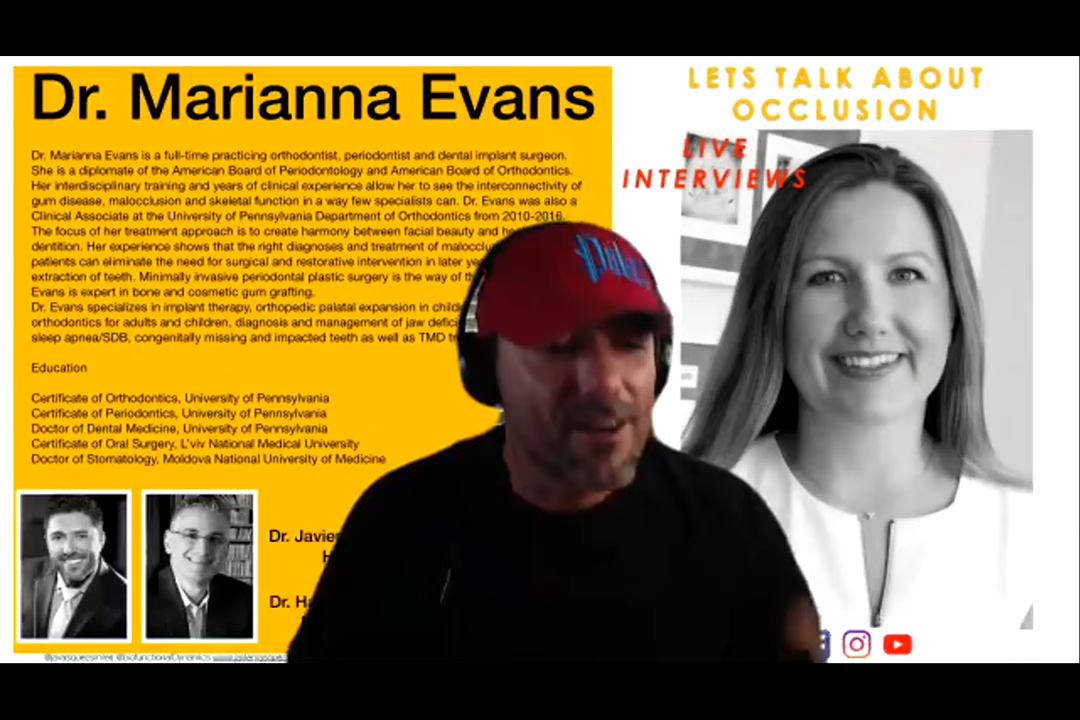 Dr. Marianna Evans
Dr. Marianna Evans is a full-time practicing orthodontist, periodontist and dental implant surgeon.
She is a diplomate of the American Board of Periodontology and American Board of Orthodontics.
Her interdisciplinary training and years of clinical experience allow her to see the interconnectivity of
gum disease, malocclusion and skeletal function in a way few specialists can. Dr. Evans was also a
Clinical Associate at the University of Pennsylvania Department of Orthodontics from 2010-2016.
The focus of her treatment approach is to create harmony between facial beauty and
dentition. Her experience shows that the right diagnoses and treatment of
patients can eliminate the need for surgical and restorative intervention in later
extraction of teeth. Minimally invasive periodontal plastic surgery is the way of
Evans is expert in bone and cosmetic gum grafting.
Dr. Evans specializes in implant therapy, orthopedic palatal expansion in
orthodontics for adults and children, diagnosis and management of jaw
sleep apnea/SDB, congenitally missing and impacted teeth as well as TMD
Education
Certificate of Orthodontics, University of Pennsylvania
Certificate of Periodontics, University of Pennsylvania
Doctor of Dental Medicine, University of Pennsylvania
Certificate of Oral Surgery, L'viv National Medical University
Doctor of Stomatology, Moldova National University of Medicine
Dr. Javier
Dr.
LETS TALK ABOUT
OCCLUSION
LIVE
INTERVIEWS